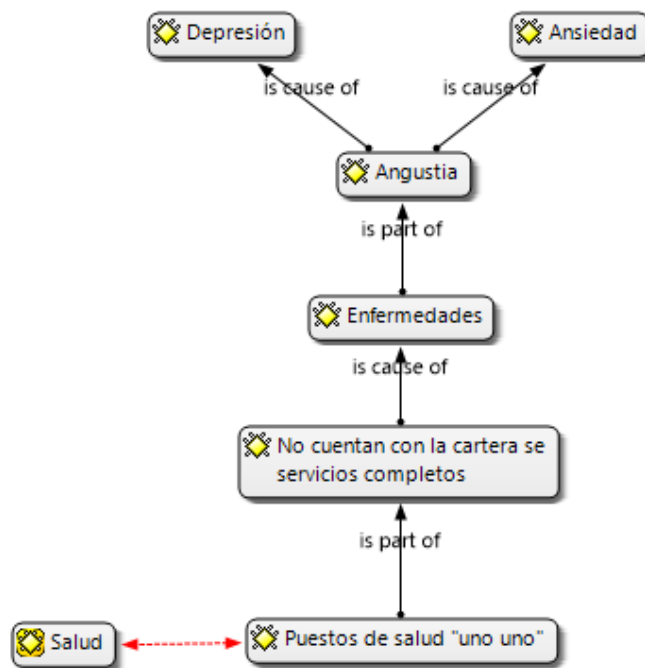 Depresión
Ansiedad
is cause of
is cause of
Angustia
is part of
Enfermedades
is cause of
No cuentan con la cartera se
servicios completos
is part of
Salud
Puestos de salud "uno uno"